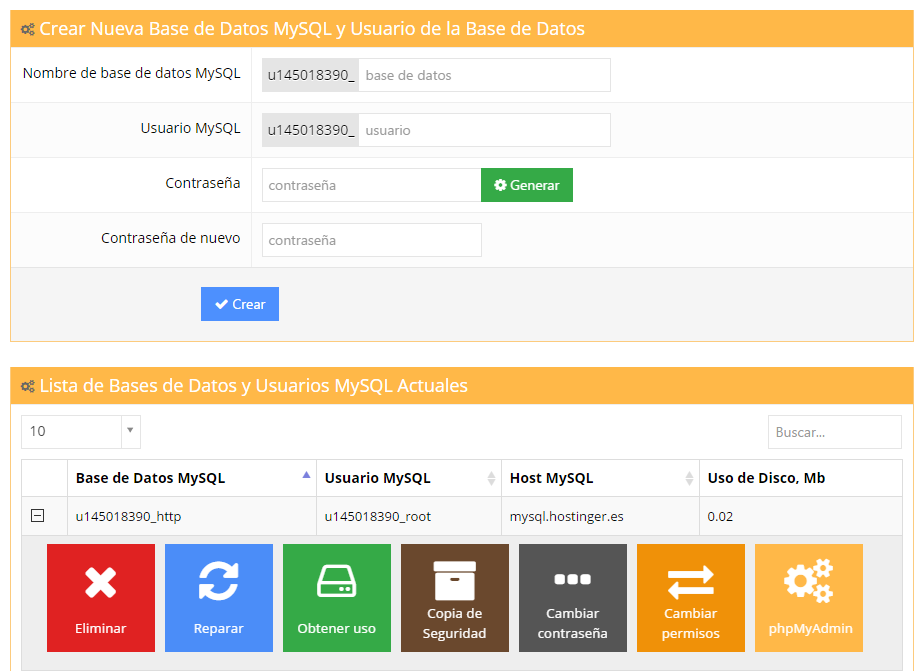 Crear Nueva Base de Datos MySQL y Usuario de la Base de Datos
Nombre de base de datos MySQL u145018390_ base de datos
Usuario MySQL u145018390_ usuario
Contraseña contraseña Generar
Contraseña de nuevo contraseña
Crear
Lista de Bases de Datos y Usuarios MySQL Actuales
10 Buscar...
Base de Datos MySQL Usuario MySQL Host MySQL Uso de Disco, Mb
u145018390_http u145018390_root mysql.hostinger.es 0.02
Eliminar
Reparar
Obtener uso
Copia de
Seguridad
Cambiar
contraseña
Cambiar
permisos
phpMyAdmin